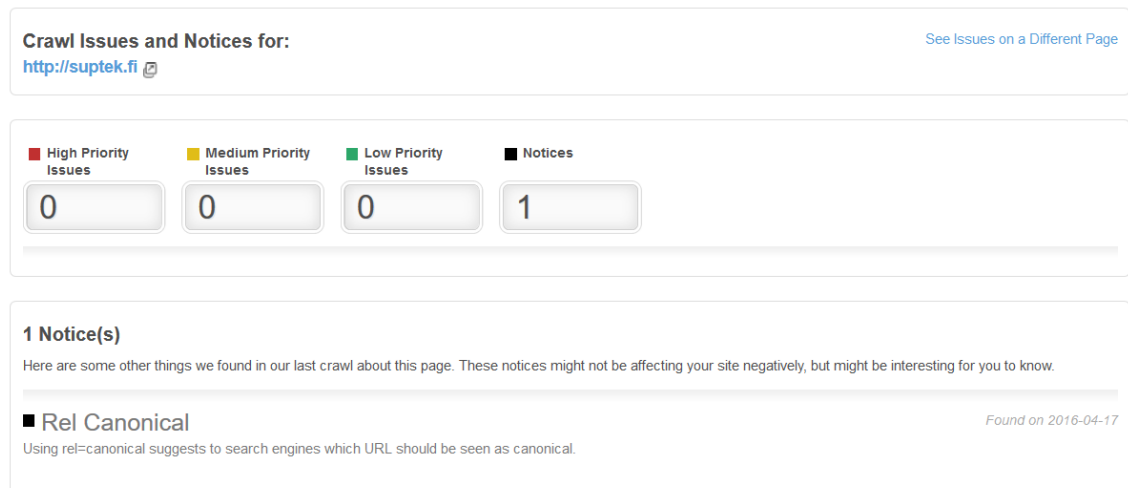 Crawl Issues and Notices for:
See Issues on a Different Page
http://suptek.fi
High Priority Issues
Medium Priority Issues
Low Priority Issues
Notices
0
0
0
1
1 Notice(s)
Here are some other things we found in our last crawl about this page. These notices might not be affecting your site negatively, but might be interesting for you to know.
Rel Canonical
Found on 2016-04-17
Using rel=canonical suggests to search engines which URL should be seen as canonical.